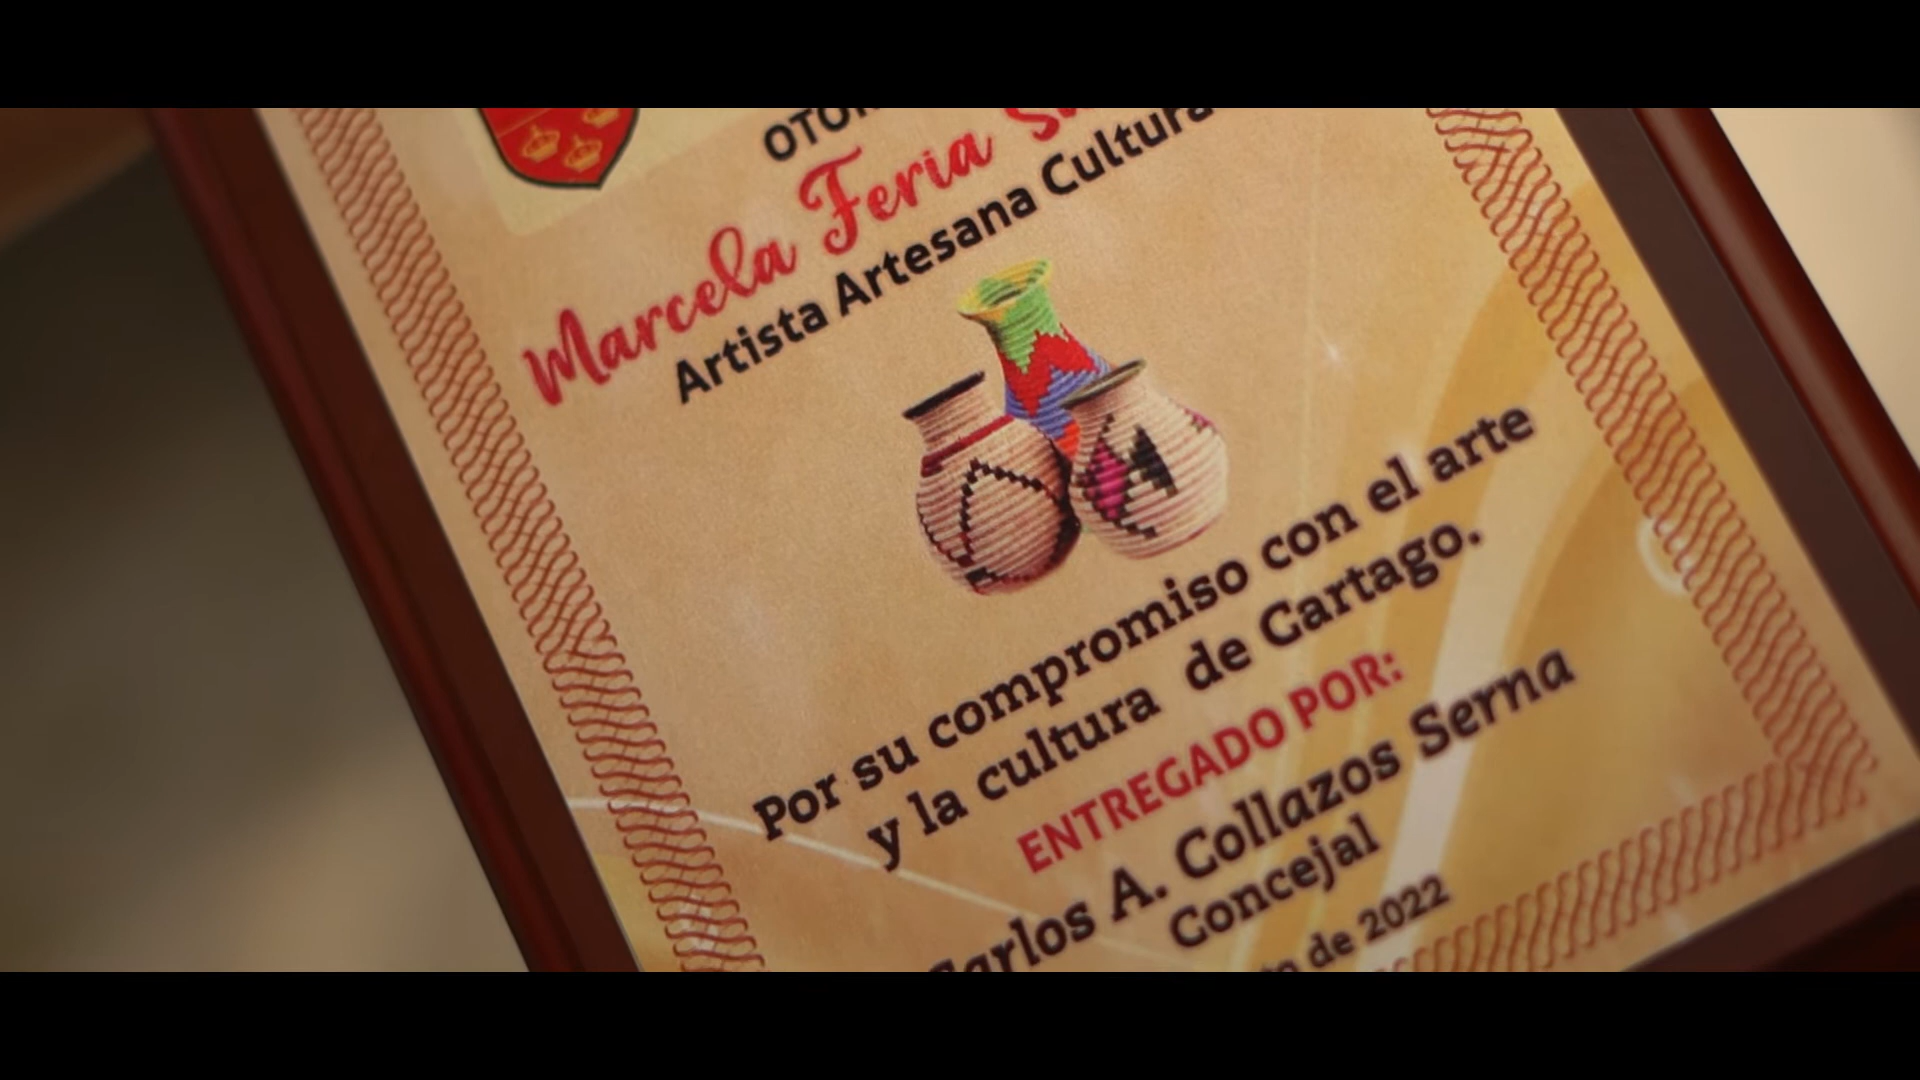 Marcela Feria
Artista Artesana Cultura
Por su compromiso con el arte
y la cultura de Cartago.
ENTREGADO POR:
Carlos A. Collazos Serna
Concejal
de 2022